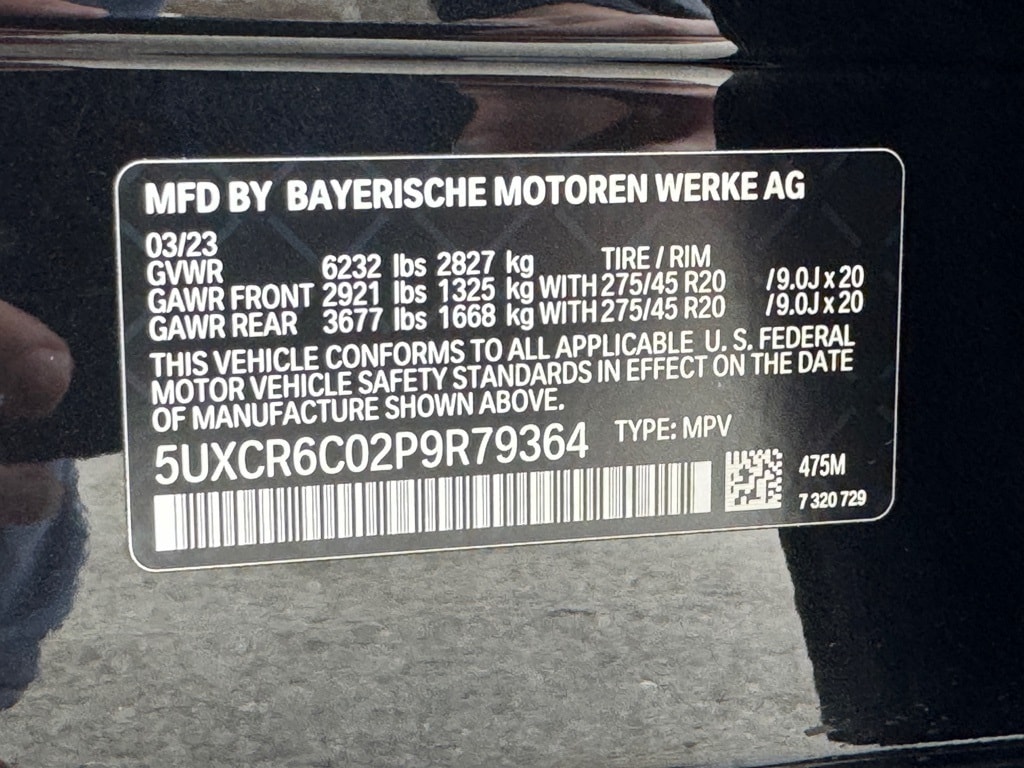 MFD BY BAYERISCHE MOTOREN WERKE AG
03/23 TIRE / RIM
GVWR 6232 lbs 2827 kg
GAWR FRONT 2921 lbs 1325 kg WITH 275/45 R20 / 9.0J x 20
GAWR REAR 3677 lbs 1668 kg WITH 275/45 R20 / 9.0J x 20
THIS VEHICLE CONFORMS TO ALL APPLICABLE U. S. FEDERAL
MOTOR VEHICLE SAFETY STANDARDS IN EFFECT ON THE DATE
OF MANUFACTURE SHOWN ABOVE.
5UXCR6C02P9R79364 TYPE: MPV
475M
7 320 729